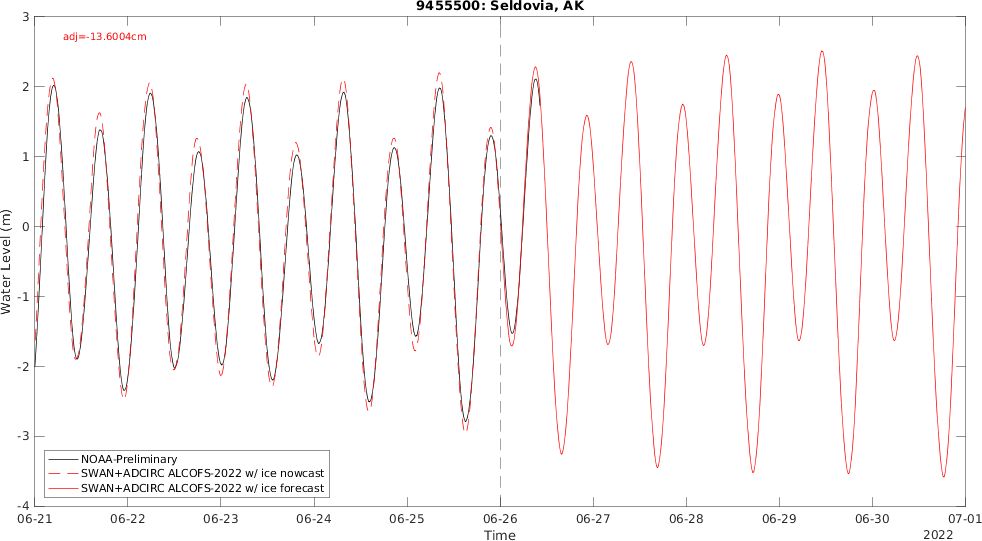 9455500: Seldovia, AK
adj=-13.6004cm
3
2
1
0
-1
-2
-3
-4
Water Level (m)
NOAA-Preliminary
SWAN+ADCIRC ALCOFS-2022 w/ ice nowcast
SWAN+ADCIRC ALCOFS-2022 w/ ice forecast
06-21 06-22 06-23 06-24 06-25 06-26 06-27 06-28 06-29 06-30 07-01
Time
2022